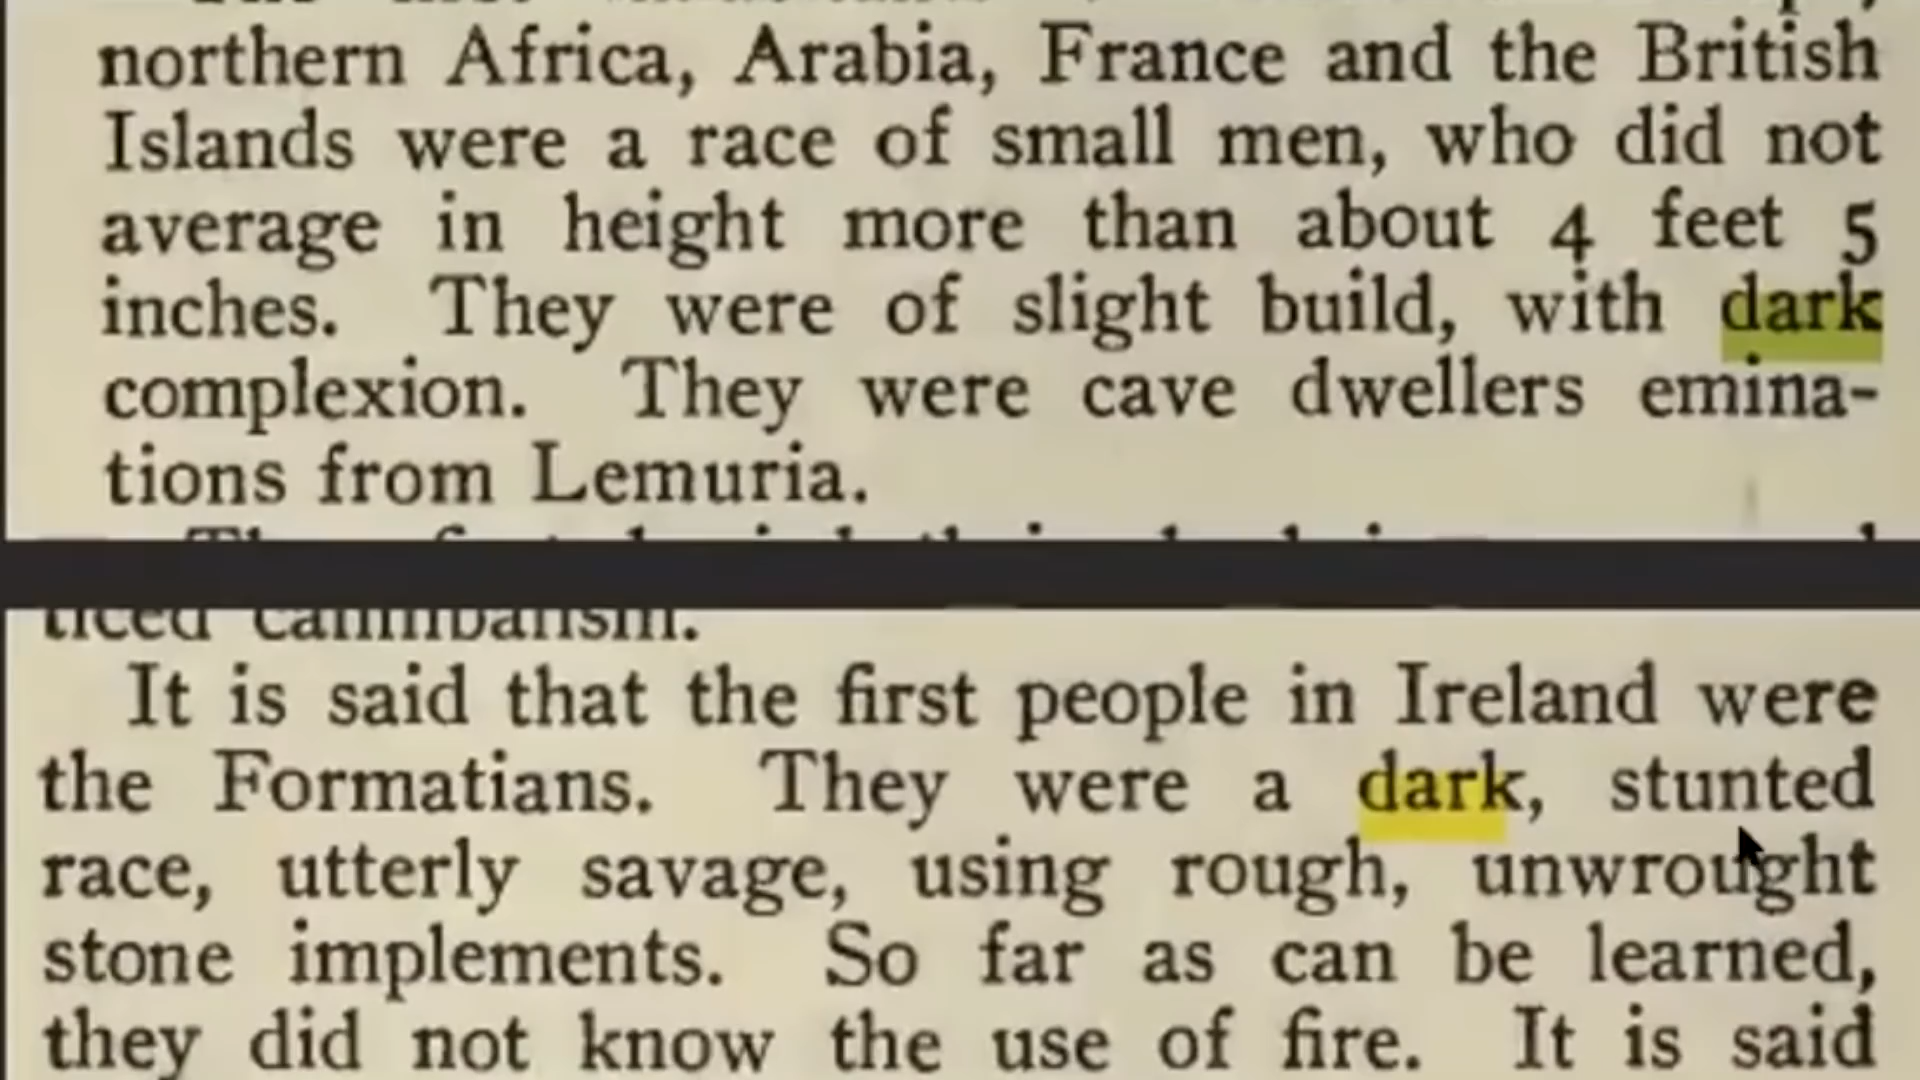 northern Africa, Arabia, France and the British
Islands were a race of small men, who did not
average in height more than about 4 feet 5
inches. They were of slight build, with dark
complexion. They were cave dwellers emina-
tions from Lemuria.
ticed cannibalism.
It is said that the first people in Ireland were
the Formatians. They were a dark, stunted
race, utterly savage, using rough, unwrought
stone implements. So far as can be learned,
they did not know the use of fire. It is said